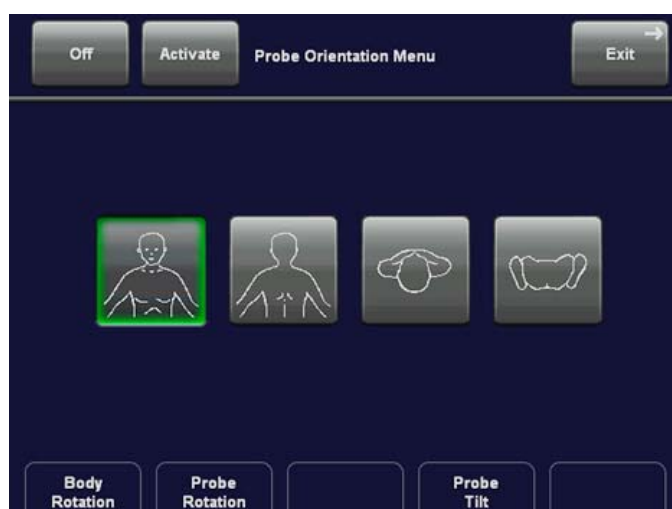 Off
Activate
Probe Orientation Menu
Exit
Body
Rotation
Probe
Rotation
Probe
Tilt